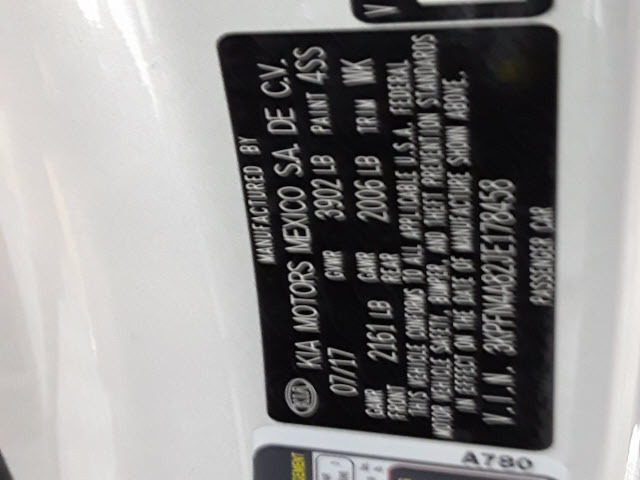 V
MANUFACTURED BY
KIA KIA MOTORS MEXICO S.A. DE C.V.
07/17 GVWR 3902 LB PAINT 4SS
GAWR 2161 LB GAWR 2006 LB TRIM WK
FRONT REAR
THIS VEHICLE CONFORMS TO ALL APPLICABLE U.S.A. FEDERAL
MOTOR VEHICLE SAFETY, BUMPER, AND THEFT PREVENTION STANDARDS
IN EFFECT ON THE DATE OF MANUFACTURE SHOWN ABOVE.
V.I.N. 3KPFN4A82JE178458
PASSENGER CAR
A780